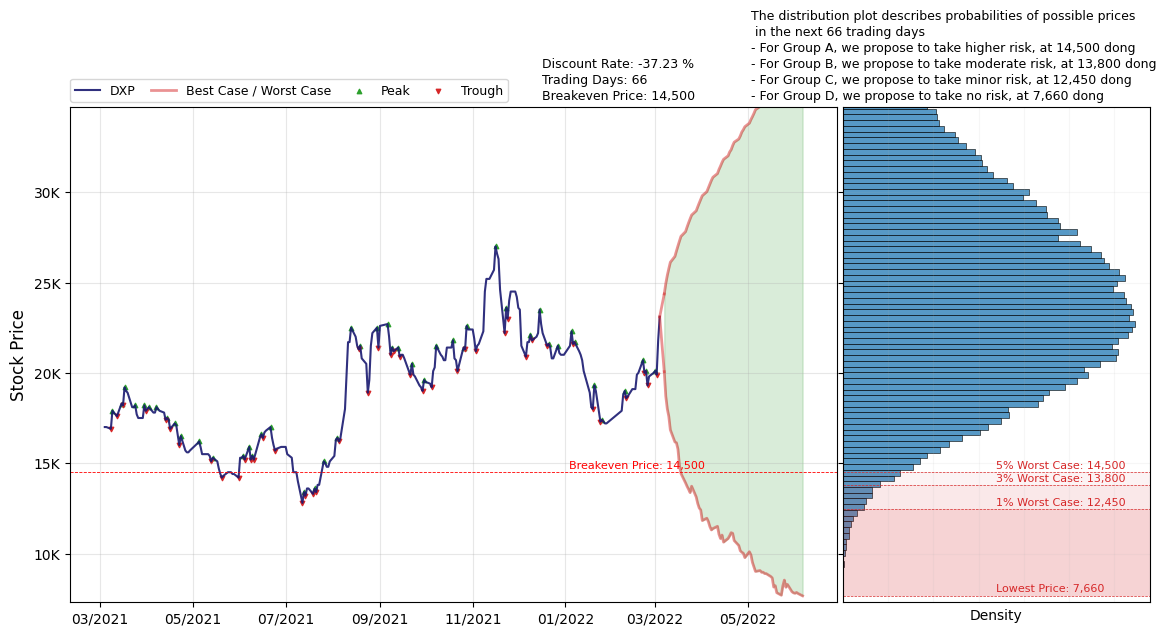 The distribution plot describes probabilities of possible prices
in the next 66 trading days
- For Group A, we propose to take higher risk, at 14,500 dong
- For Group B, we propose to take moderate risk, at 13,800 dong
- For Group C, we propose to take minor risk, at 12,450 dong
- For Group D, we propose to take no risk, at 7,660 dong
Discount Rate: -37.23 %
Trading Days: 66
Breakeven Price: 14,500
DXP
Best Case / Worst Case
Peak
Trough
Stock Price
30K
25K
20K
15K
10K
Breakeven Price: 14,500
5% Worst Case: 14,500
3% Worst Case: 13,800
1% Worst Case: 12,450
Lowest Price: 7,660
03/2021
05/2021
07/2021
09/2021
11/2021
01/2022
03/2022
05/2022
Density